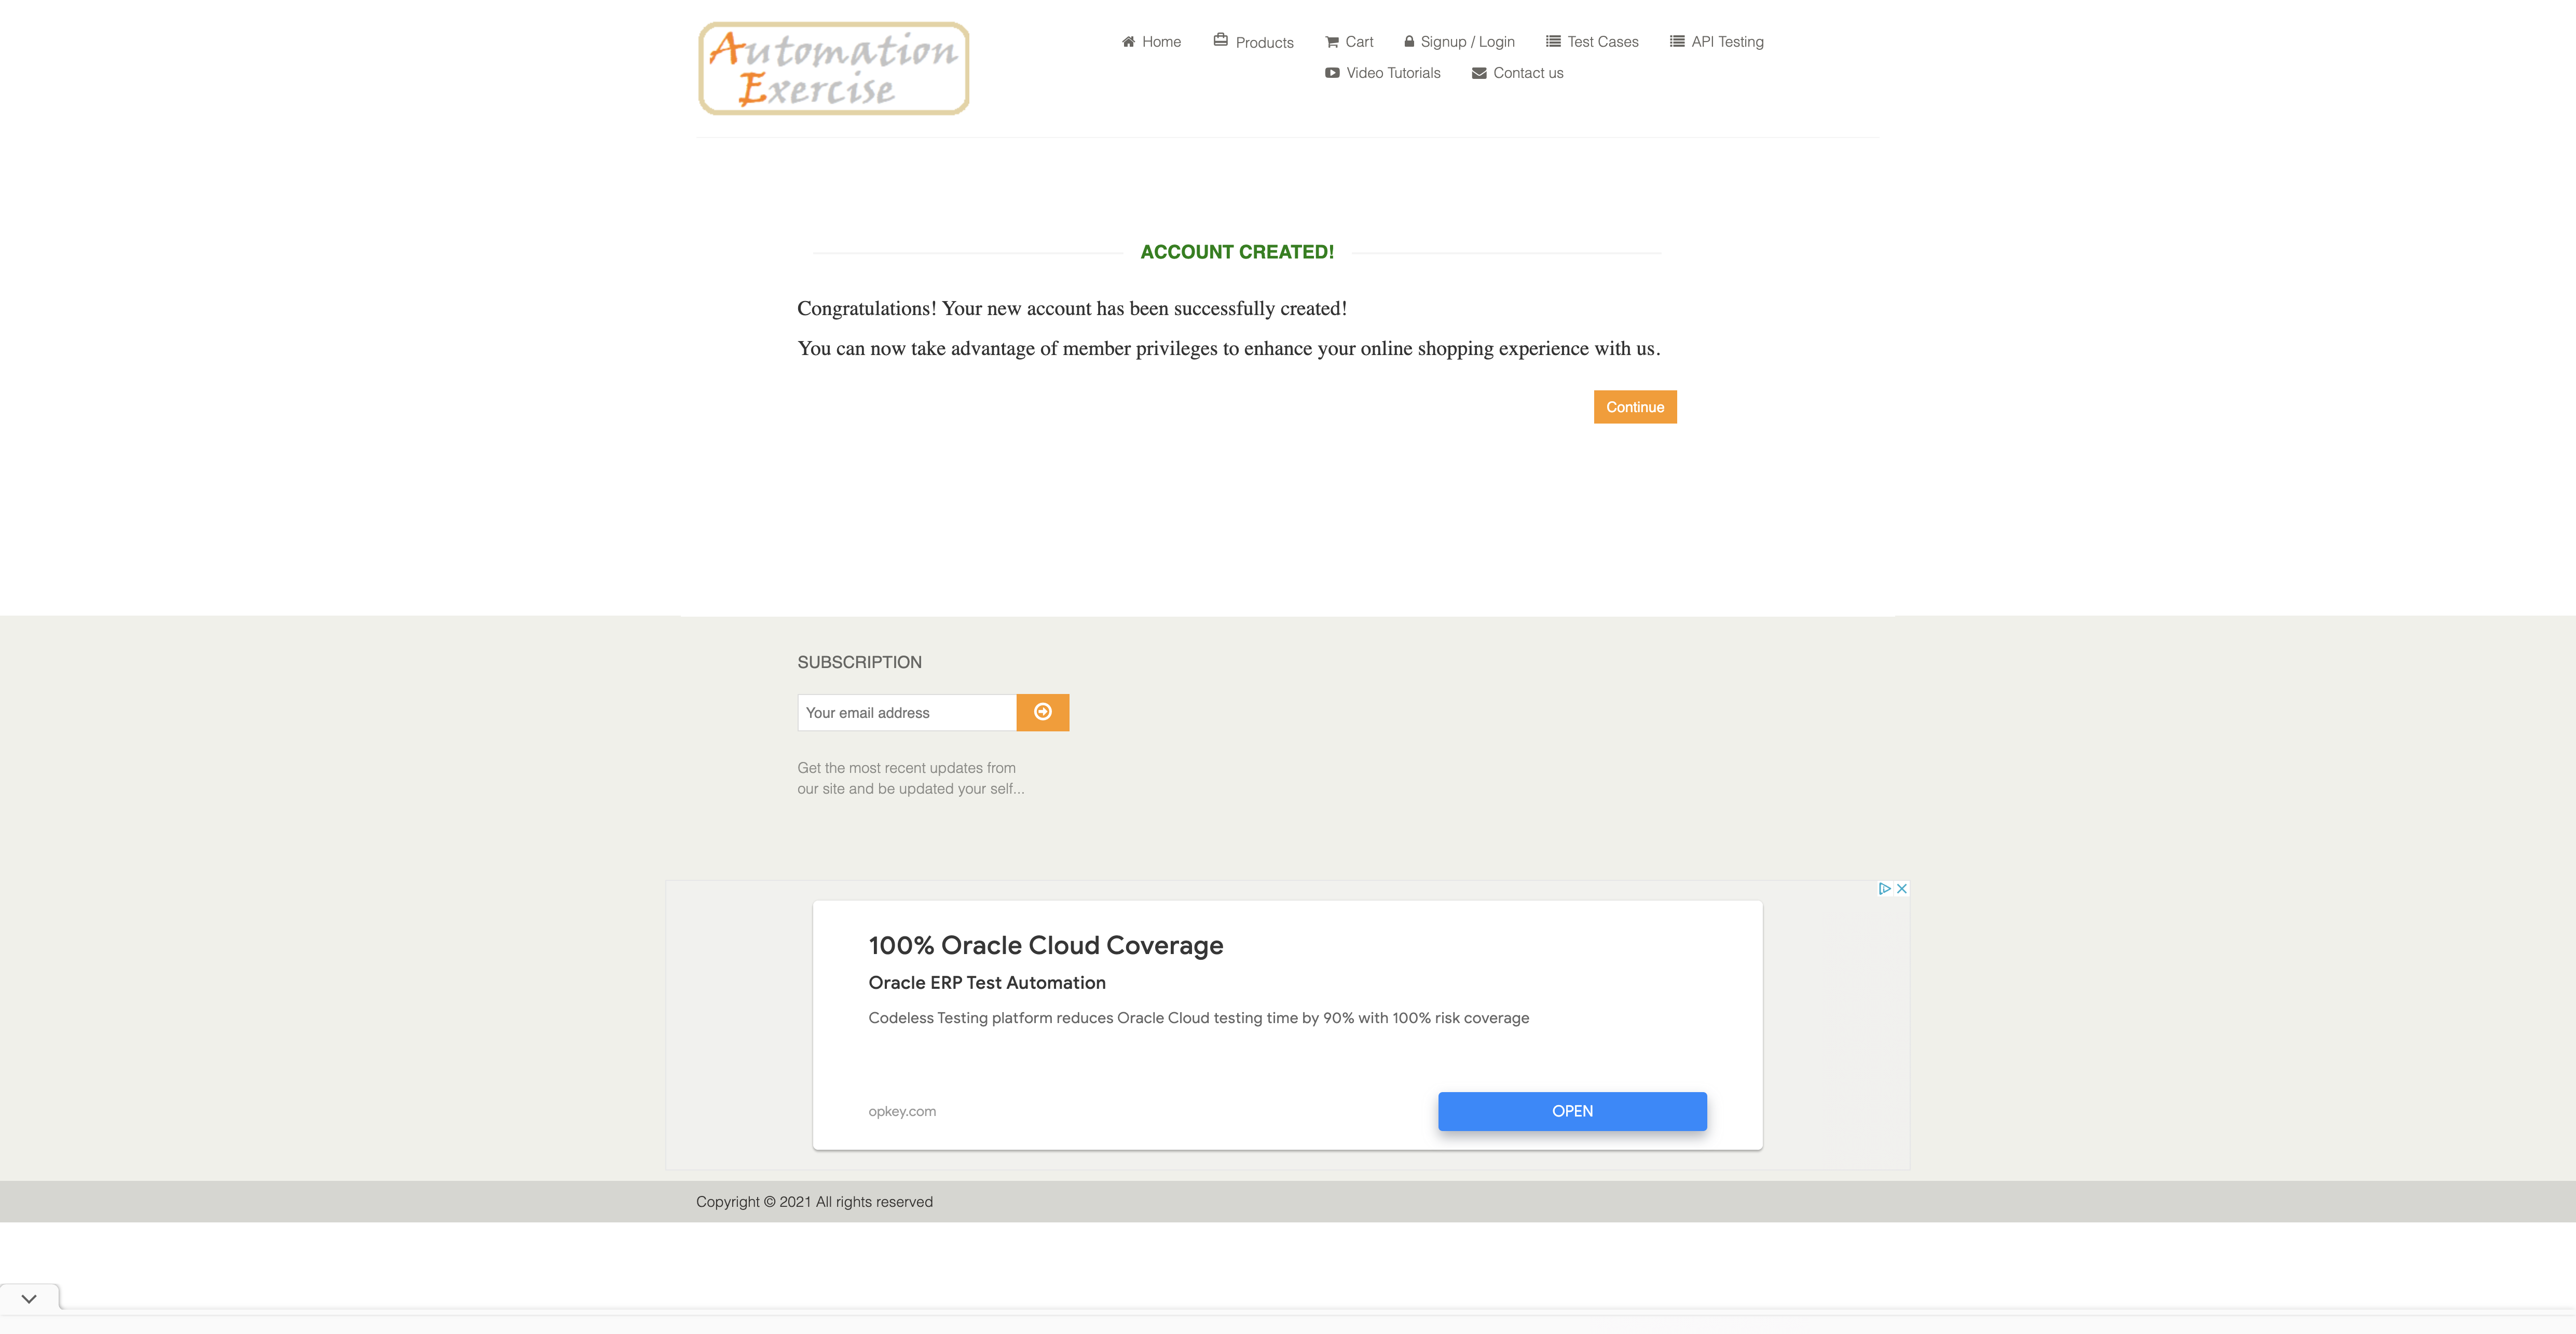 Automation
Exercise
Home Products Cart Signup / Login Test Cases API Testing
Video Tutorials Contact us
ACCOUNT CREATED!
Congratulations! Your new account has been successfully created!
You can now take advantage of member privileges to enhance your online shopping experience with us.
Continue
SUBSCRIPTION
Your email address
Get the most recent updates from
our site and be updated your self...
100% Oracle Cloud Coverage
Oracle ERP Test Automation
Codeless Testing platform reduces Oracle Cloud testing time by 90% with 100% risk coverage
opkey.com OPEN
Copyright © 2021 All rights reserved